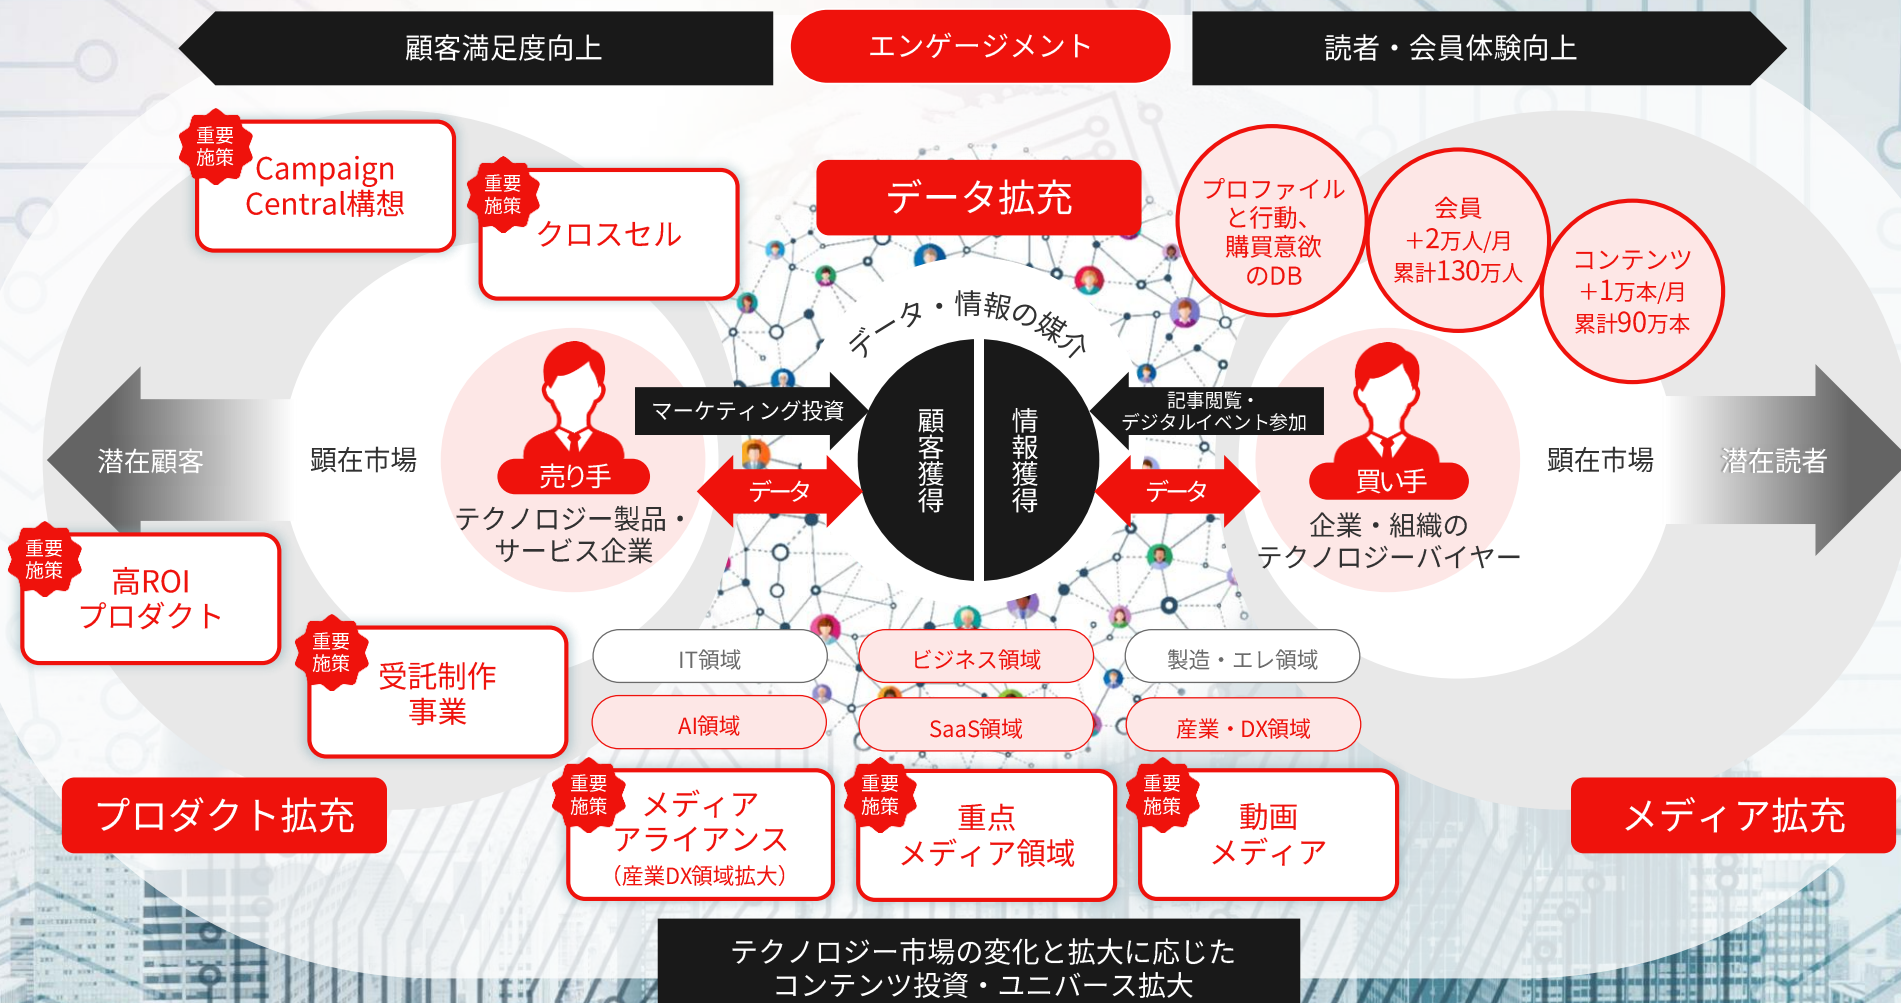 顧客満足度向上
エンゲージメント
読者・会員体験向上
重要
施策
Campaign
Central構想
重要
施策
クロスセル
データ拡充
プロファイル
と行動、
購買意欲
のDB
会員
＋2万人/月
累計130万人
コンテンツ
＋1万本/月
累計90万本
データ・情報の媒介
潜在顧客
顕在市場
売り手
テクノロジー製品・
サービス企業
マーケティング投資
データ
顧客獲得
情報獲得
記事閲覧・
デジタルイベント参加
データ
買い手
企業・組織の
テクノロジーバイヤー
顕在市場
潜在読者
重要
施策
高ROI
プロダクト
重要
施策
受託制作
事業
IT領域
ビジネス領域
製造・エレ領域
AI領域
SaaS領域
産業・DX領域
プロダクト拡充
重要
施策
メディア
アライアンス
（産業DX領域拡大）
重要
施策
重点
メディア領域
重要
施策
動画
メディア
メディア拡充
テクノロジー市場の変化と拡大に応じた
コンテンツ投資・ユニバース拡大